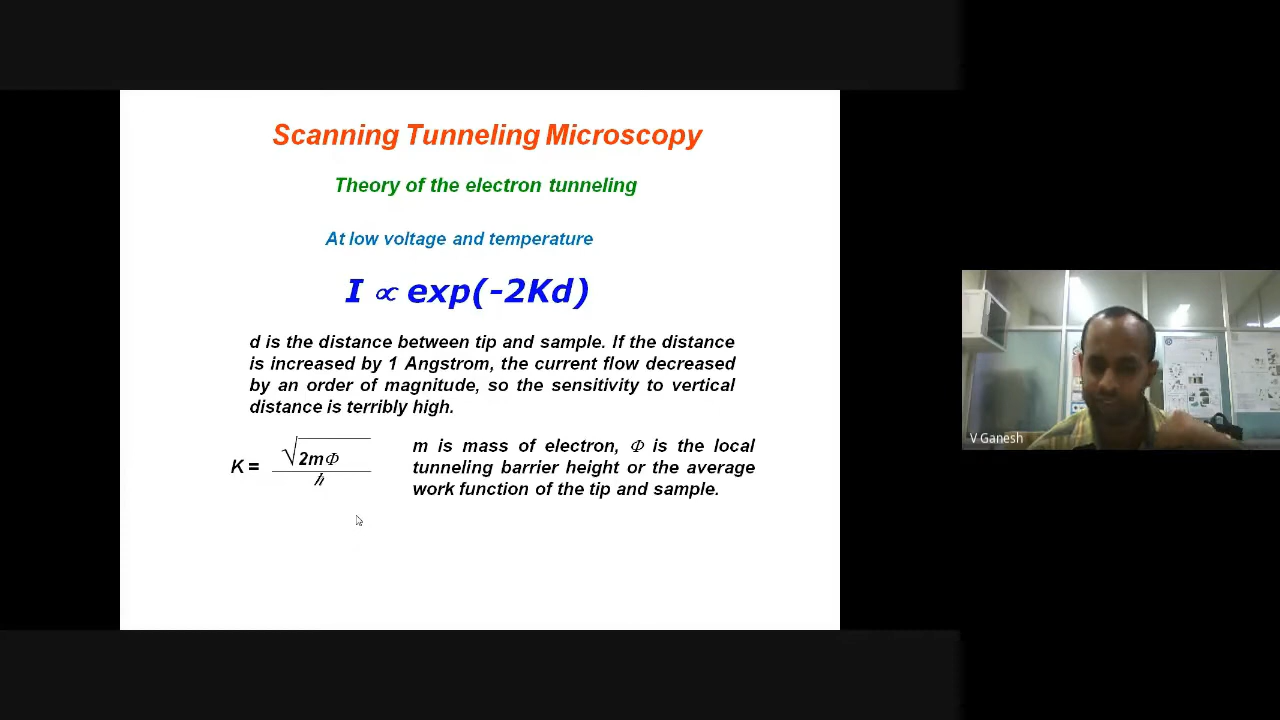 Scanning Tunneling Microscopy
Theory of the electron tunneling
At low voltage and temperature
I ∝ exp(-2Kd)
d is the distance between tip and sample. If the distance
is increased by 1 Angstrom, the current flow decreased
by an order of magnitude, so the sensitivity to vertical
distance is terribly high.
K = √2mΦ / ℏ
m is mass of electron, Φ is the local
tunneling barrier height or the average
work function of the tip and sample.
V Ganesh